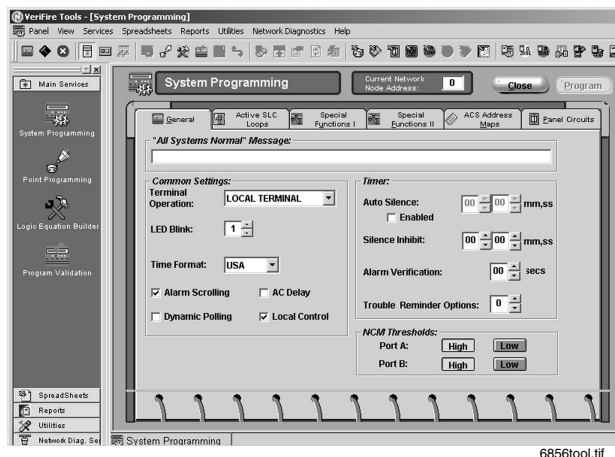 VeriFire Tools - [System Programming]
Panel View Services Spreadsheets Reports Utilities Network Diagnostics Help
Main Services
System Programming
Point Programming
Logic Equation Builder
Program Validation
SpreadSheets
Reports
Utilities
Network Diag. Ser
System Programming
Current Network Node Address: 0
Close
Program
General
Active SLC Loops
Special Functions I
Special Functions II
ACS Address Maps
Panel Circuits
"All Systems Normal" Message:
Common Settings:
Terminal Operation: LOCAL TERMINAL
LED Blink: 1
Time Format: USA
Alarm Scrolling
AC Delay
Dynamic Polling
Local Control
Timer:
Auto Silence: 00 00 mm,ss
Enabled
Silence Inhibit: 00 00 mm,ss
Alarm Verification: 00 secs
Trouble Reminder Options: 0
NCM Thresholds:
Port A: High Low
Port B: High Low
System Programming
6856tool.tif